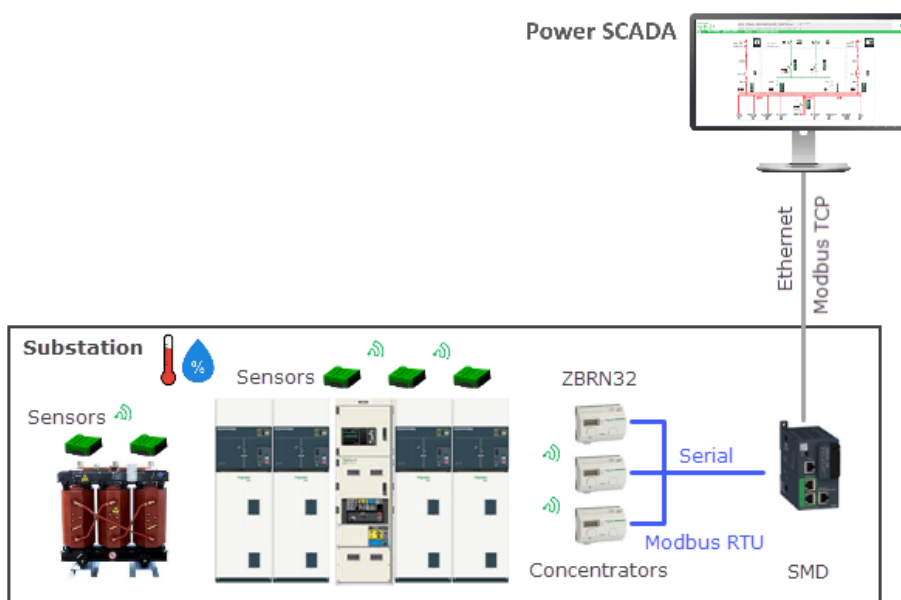 Power SCADA
Ethernet
Modbus TCP
Substation
%
Sensors
Sensors
ZBRN32
Serial
Modbus RTU
Concentrators
SMD